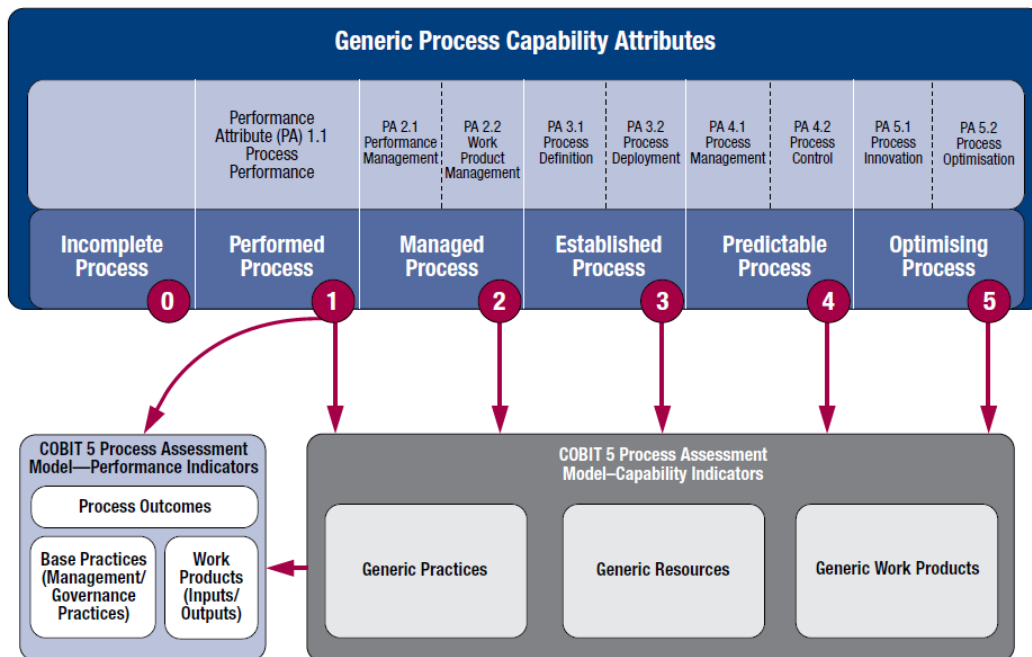 Generic Process Capability Attributes
Performance
Attribute (PA) 1.1
Process
Performance
PA 2.1
Performance
Management
PA 2.2
Work
Product
Management
PA 3.1
Process
Definition
PA 3.2
Process
Deployment
PA 4.1
Process
Management
PA 4.2
Process
Control
PA 5.1
Process
Innovation
PA 5.2
Process
Optimisation
Incomplete
Process
0
Performed
Process
1
Managed
Process
2
Established
Process
3
Predictable
Process
4
Optimising
Process
5
COBIT 5 Process Assessment
Model—Performance Indicators
Process Outcomes
Base Practices
(Management/
Governance
Practices)
Work
Products
(Inputs/
Outputs)
COBIT 5 Process Assessment
Model–Capability Indicators
Generic Practices
Generic Resources
Generic Work Products